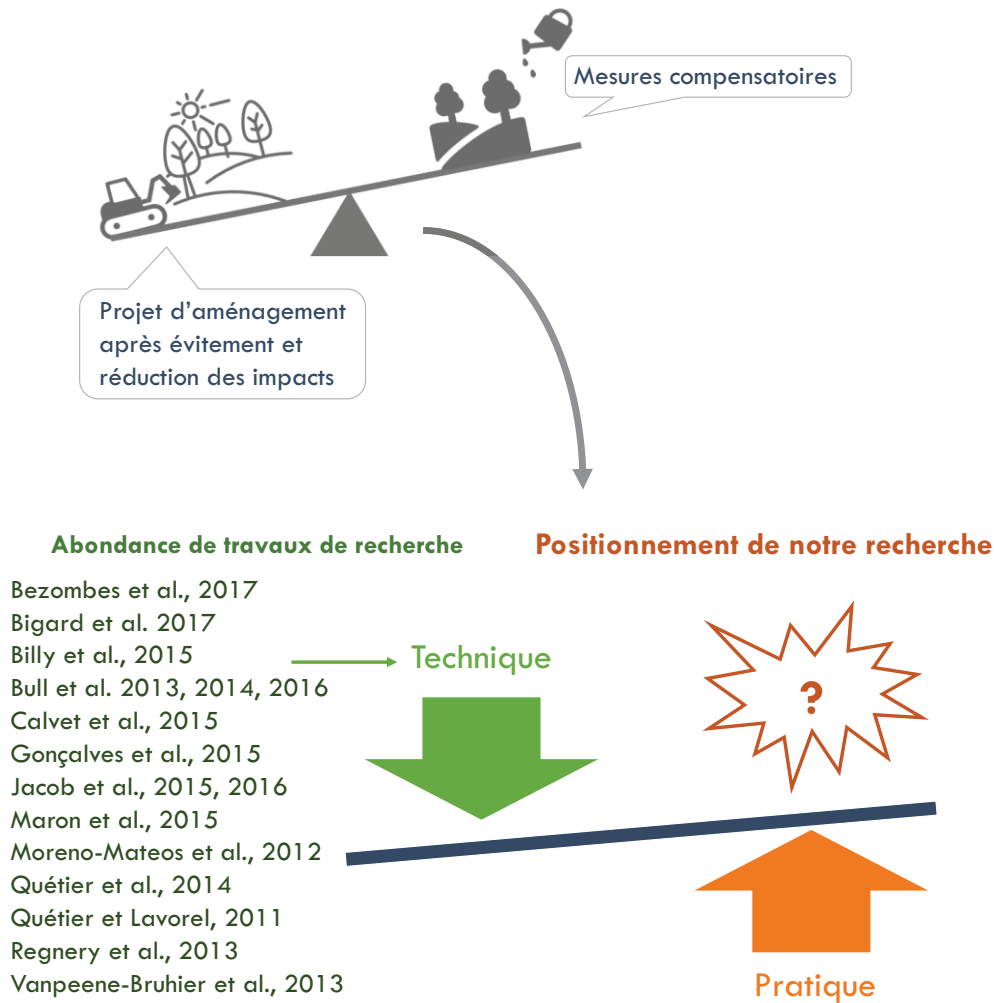 Mesures compensatoires
Projet d'aménagement
après évitement et
réduction des impacts
Abondance de travaux de recherche
Bezombes et al., 2017
Bigard et al. 2017
Billy et al., 2015
Bull et al. 2013, 2014, 2016
Calvet et al., 2015
Gonçalves et al., 2015
Jacob et al., 2015, 2016
Maron et al., 2015
Moreno-Mateos et al., 2012
Quétier et al., 2014
Quétier et Lavorel, 2011
Regnery et al., 2013
Vanpeene-Bruhier et al., 2013
Technique
Positionnement de notre recherche
?
Pratique